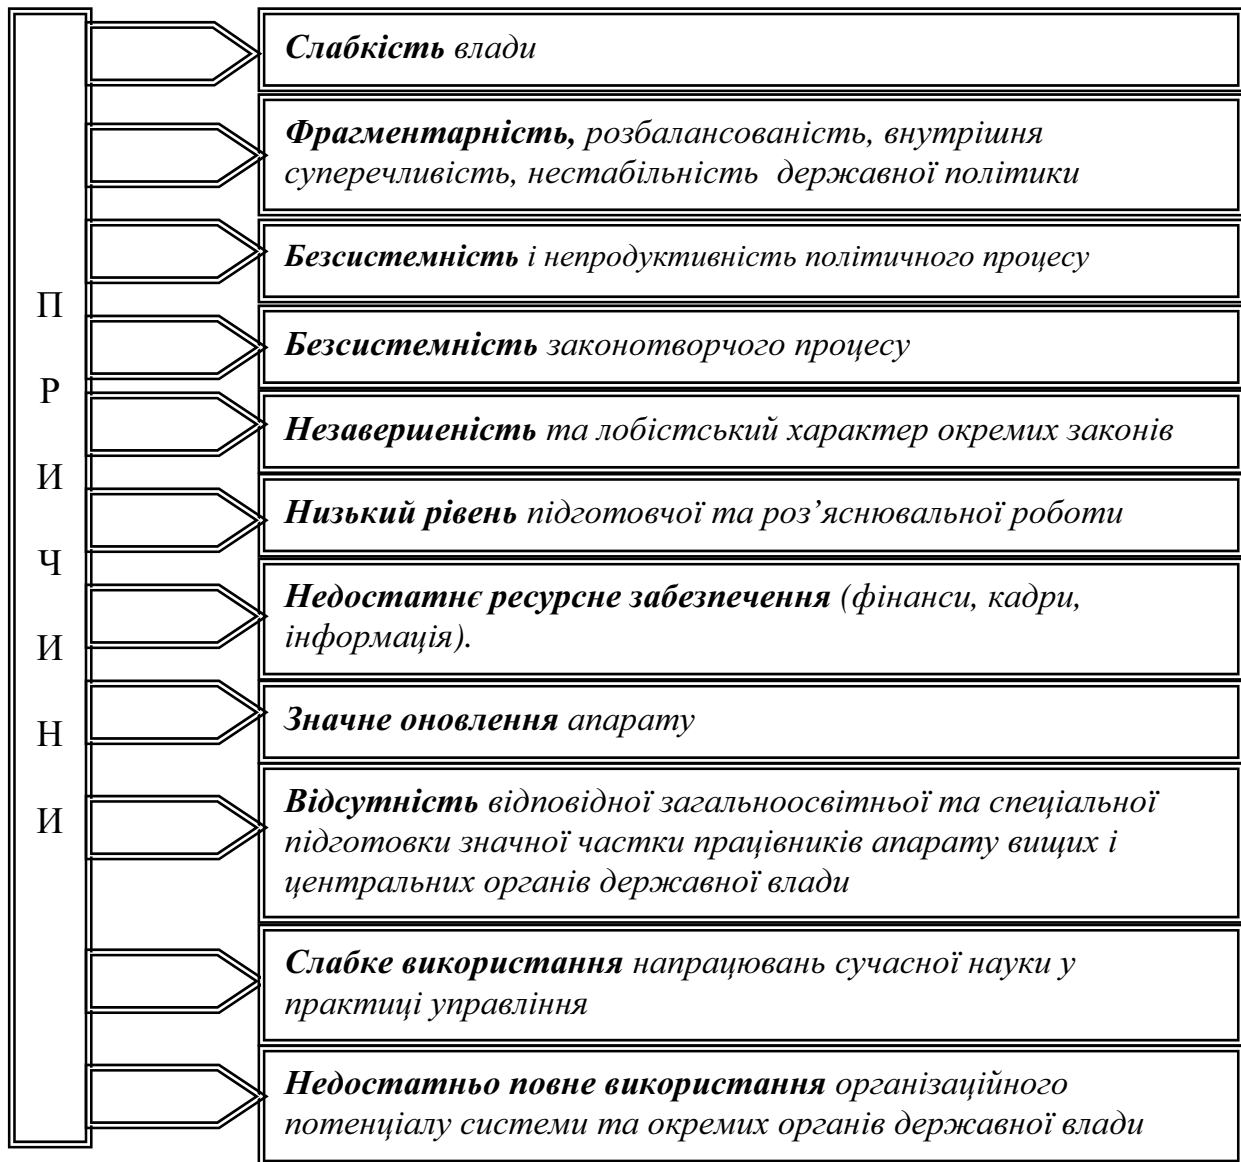 ПРИЧИНИ
Слабкість влади
Фрагментарність, розбалансованість, внутрішня
суперечливість, нестабільність державної політики
Безсистемність і непродуктивність політичного процесу
Безсистемність законотворчого процесу
Незавершеність та лобістський характер окремих законів
Низький рівень підготовчої та роз’яснювальної роботи
Недостатнє ресурсне забезпечення (фінанси, кадри,
інформація).
Значне оновлення апарату
Відсутність відповідної загальноосвітньої та спеціальної
підготовки значної частки працівників апарату вищих і
центральних органів державної влади
Слабке використання напрацювань сучасної науки у
практиці управління
Недостатньо повне використання організаційного
потенціалу системи та окремих органів державної влади